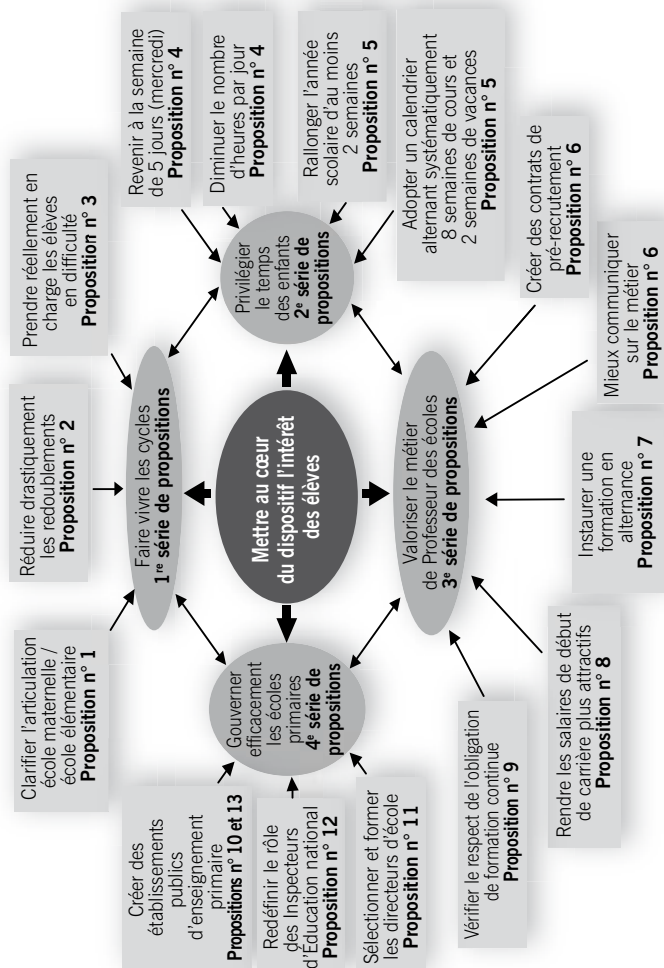 Clarifier l'articulation
école maternelle /
école élémentaire
Proposition n° 1
Réduire drastiquement
les redoublements
Proposition n° 2
Prendre réellement en
charge les élèves
en difficulté
Proposition n° 3
Faire vivre les cycles
1re série de propositions
Revenir à la semaine
de 5 jours (mercredi)
Proposition n° 4
Diminuer le nombre
d'heures par jour
Proposition n° 4
Rallonger l'année
scolaire d'au moins
2 semaines
Proposition n° 5
Adopter un calendrier
alternant systématiquement
8 semaines de cours et
2 semaines de vacances
Proposition n° 5
Privilégier
le temps
des enfants
2e série de
propositions
Mettre au cœur
du dispositif l'intérêt
des élèves
Gouverner
efficacement
les écoles
primaires
4e série de
propositions
Créer des
établissements
publics
d'enseignement
primaire
Propositions n° 10 et 13
Redéfinir le rôle
des Inspecteurs
d'Education national
Proposition n° 12
Sélectionner et former
les directeurs d'école
Proposition n° 11
Valoriser le métier
de Professeur des écoles
3e série de propositions
Vérifier le respect de l'obligation
de formation continue
Proposition n° 9
Rendre les salaires de début
de carrière plus attractifs
Proposition n° 8
Instaurer une
formation en
alternance
Proposition n° 7
Mieux communiquer
sur le métier
Proposition n° 6
Créer des contrats de
pré-recrutement
Proposition n° 6